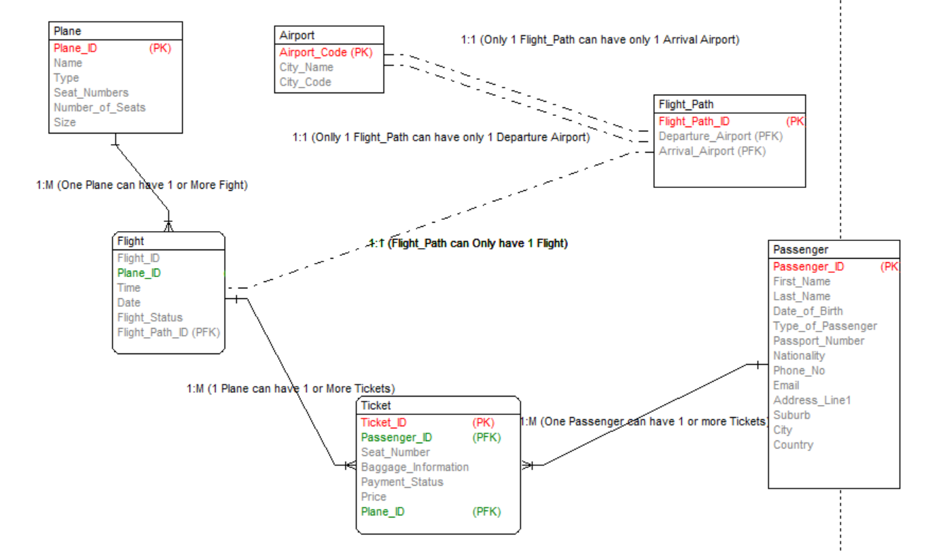 Plane
Plane_ID (PK)
Name
Type
Seat_Numbers
Number_of_Seats
Size
Airport
Airport_Code (PK)
City_Name
City_Code
1:1 (Only 1 Flight_Path can have only 1 Arrival Airport)
Flight_Path
Flight_Path_ID (PK
Departure_Airport (PFK)
Arrival_Airport (PFK)
1:1 (Onlly 1 Flight_Path can have only 1 Departure Airport)
1:M (One Plane can have 1 or More Fight)
Flight
Flight_ID
Plane_ID
Time
Date
Flight_Status
Flight_Path_ID (PFK)
1:1 (Flight_Path can Only have 1 Flight)
Passenger
Passenger_ID (PK
First_Name
Last_Name
Date_of_Birth
Type_of_Passenger
Passport_Number
Nationality
Phone_No
Email
Address_Line1
Suburb
City
Country
1:M (1 Plane can have 1 or More Tickets)
Ticket
Ticket_ID (PK)
Passenger_ID (PFK)
Seat_Number
Baggage_Information
Payment_Status
Price
Plane_ID (PFK)
1:M (One Passenger can have 1 or more Tickets)